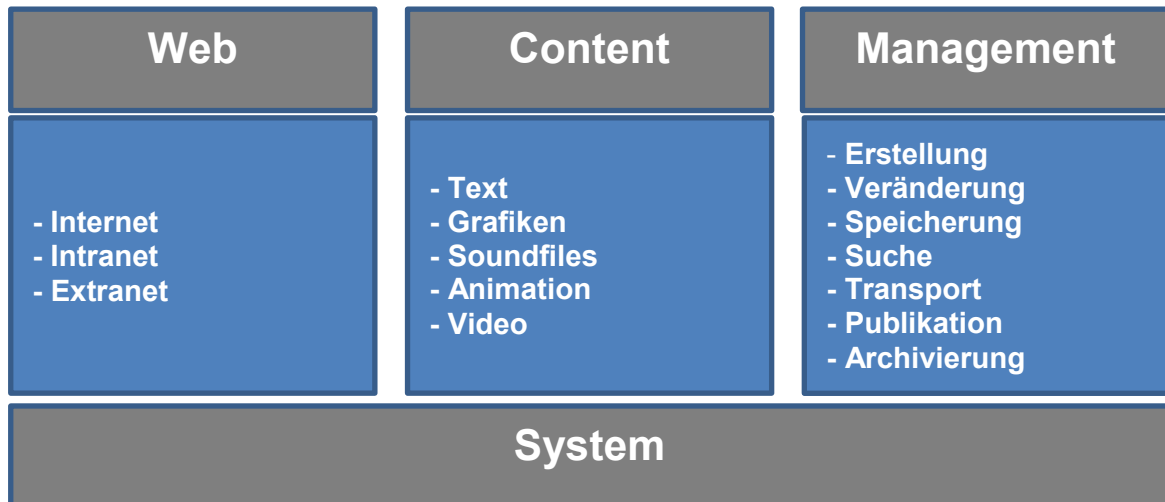 Web
- Internet
- Intranet
- Extranet
Content
- Text
- Grafiken
- Soundfiles
- Animation
- Video
Management
- Erstellung
- Veränderung
- Speicherung
- Suche
- Transport
- Publikation
- Archivierung
System